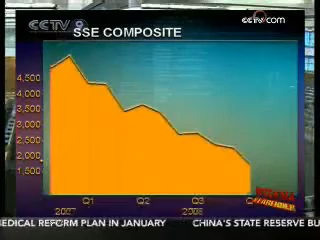 CCTV 9
cctv.com
SSE COMPOSITE
4,500
4,000
3,500
3,000
2,500
2,000
1,500
Q1 Q2 Q3
2007 2008
MEDICAL REFORM PLAN IN JANUARY CHINA'S STATE RESERVE BU